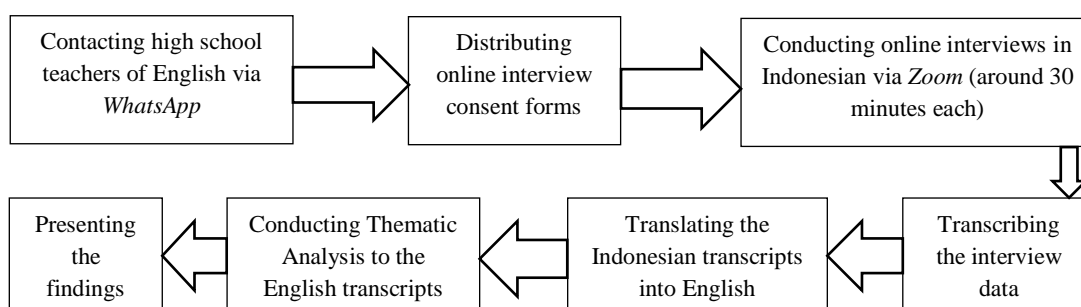 Contacting high school
teachers of English via
WhatsApp
Distributing
online interview
consent forms
Conducting online interviews in
Indonesian via Zoom (around 30
minutes each)
Transcribing
the interview
data
Translating the
Indonesian transcripts
into English
Conducting Thematic
Analysis to the
English transcripts
Presenting
the
findings